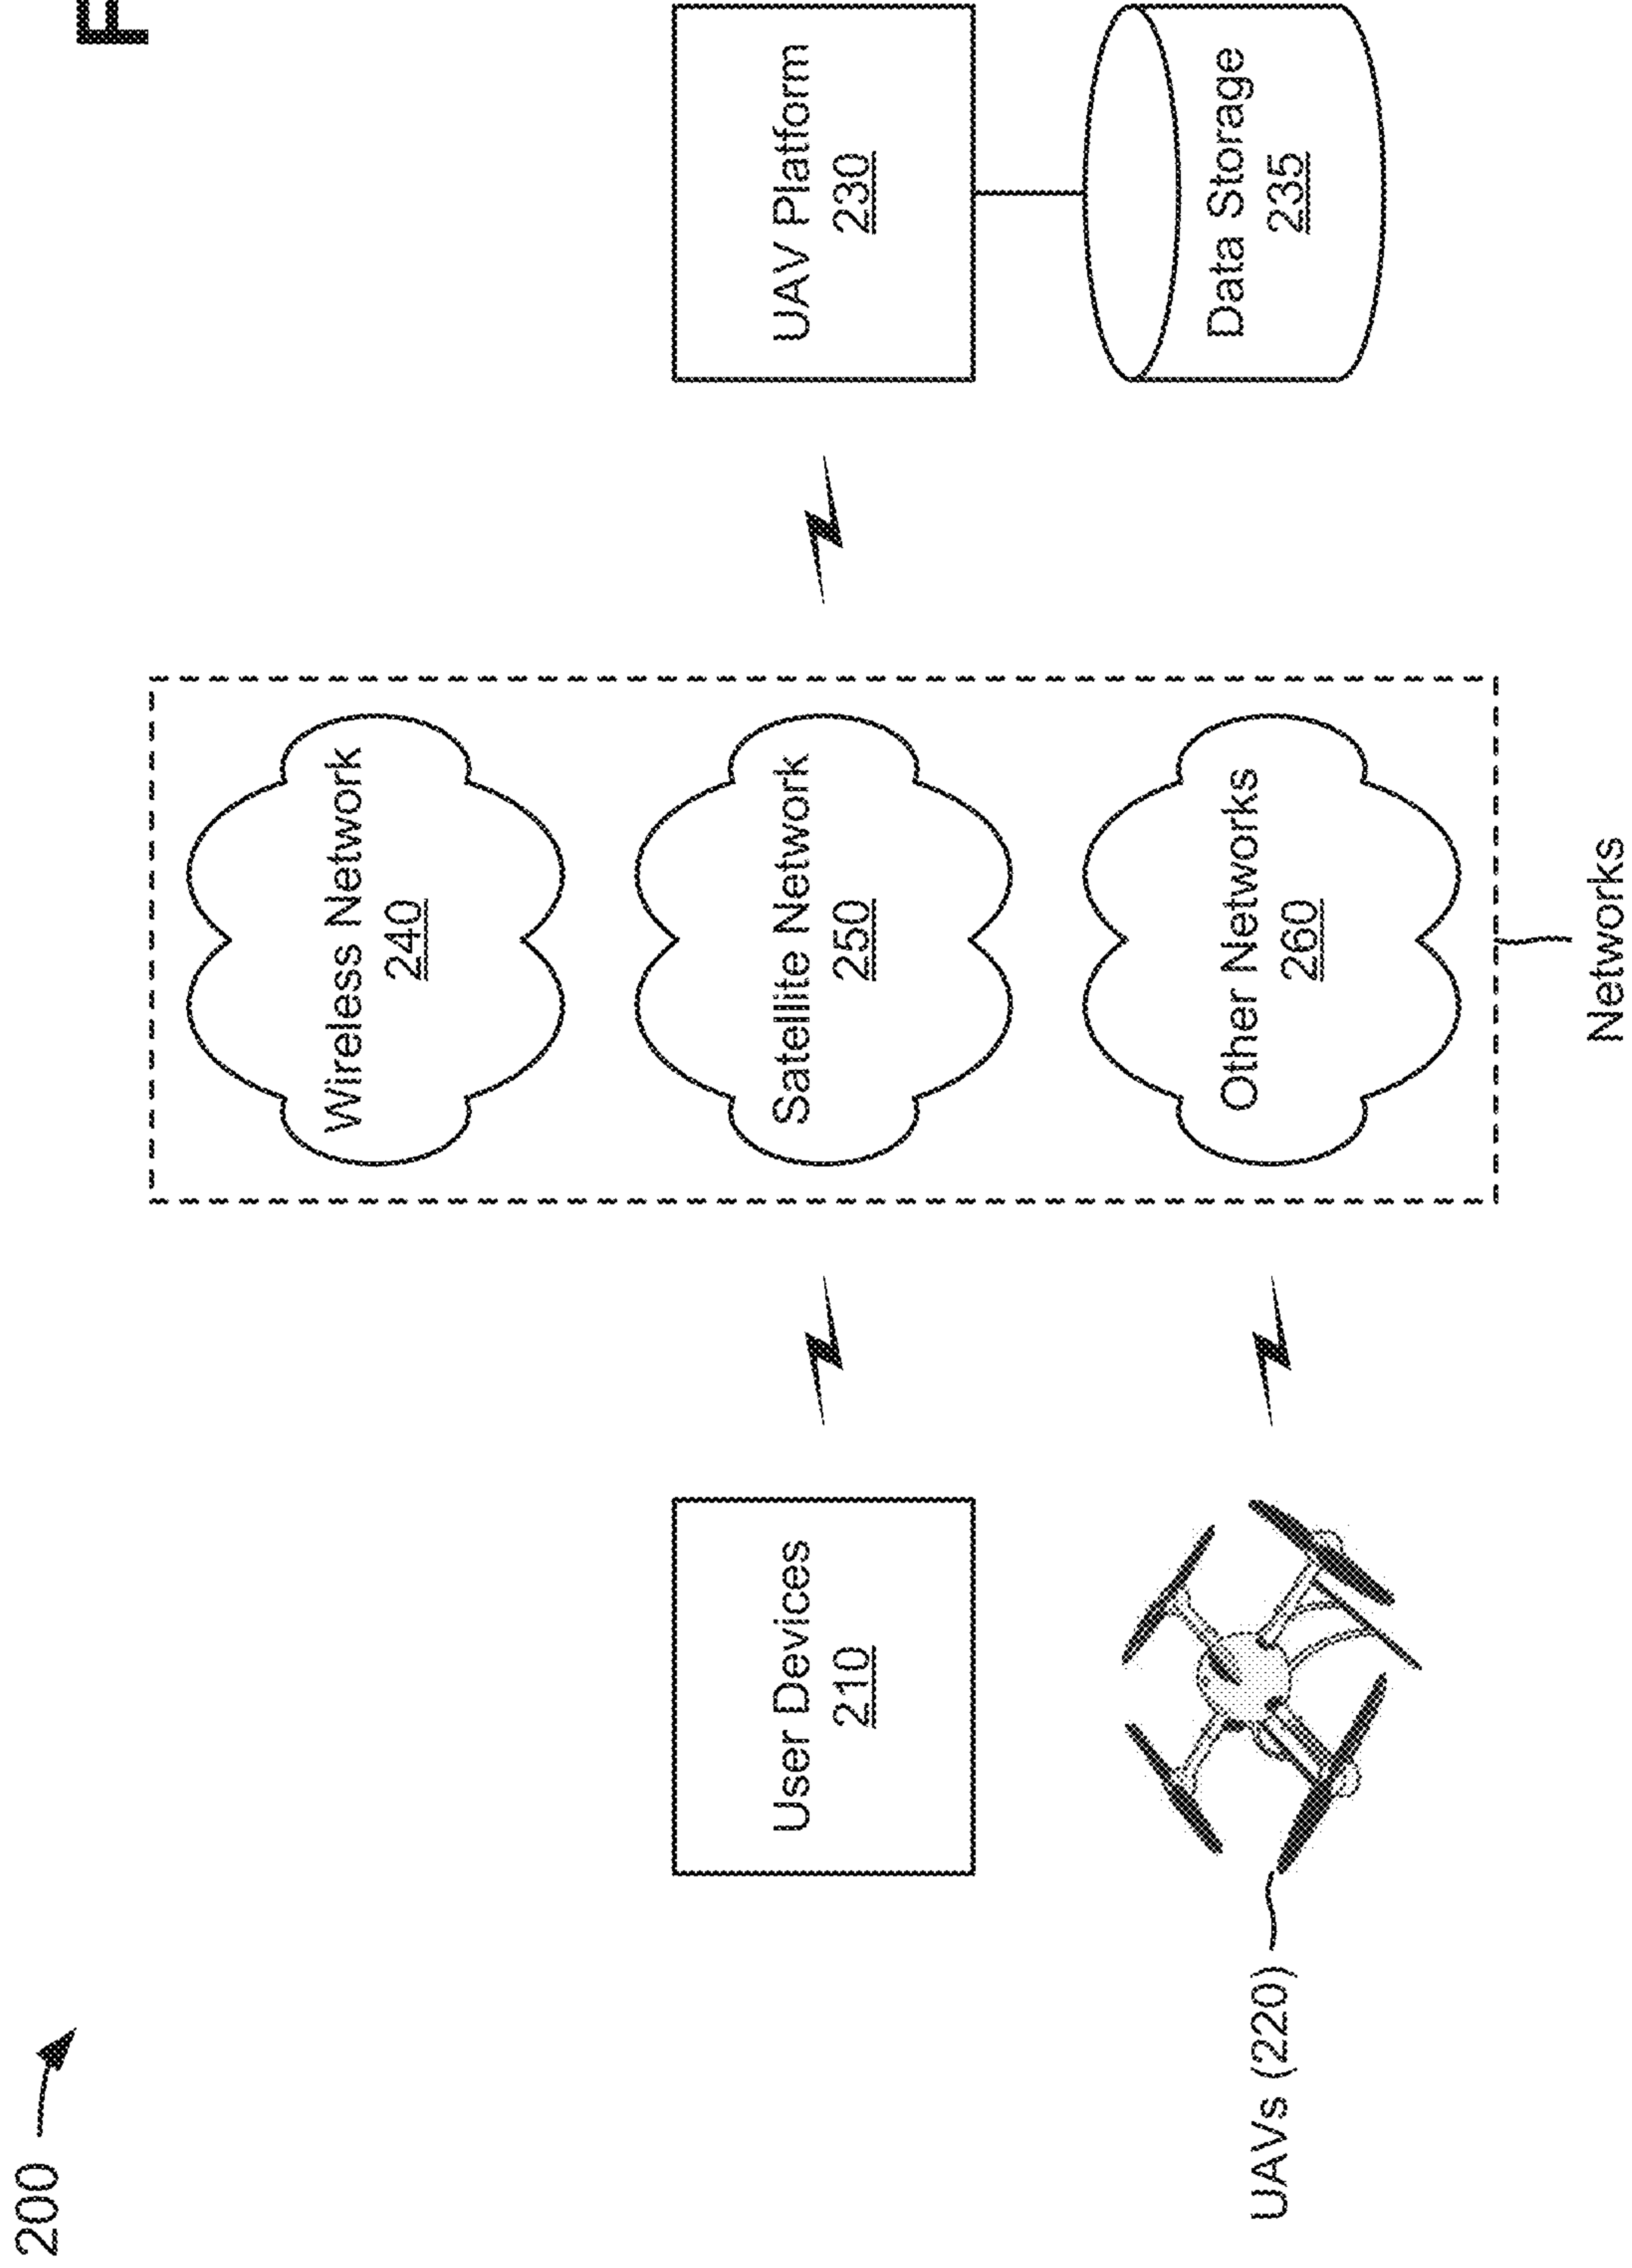 200
F
Wireless Network
240
User Devices
210
Satellite Network
250
UAV Platform
230
UAVs (220)
Other Networks
260
Data Storage
235
Networks